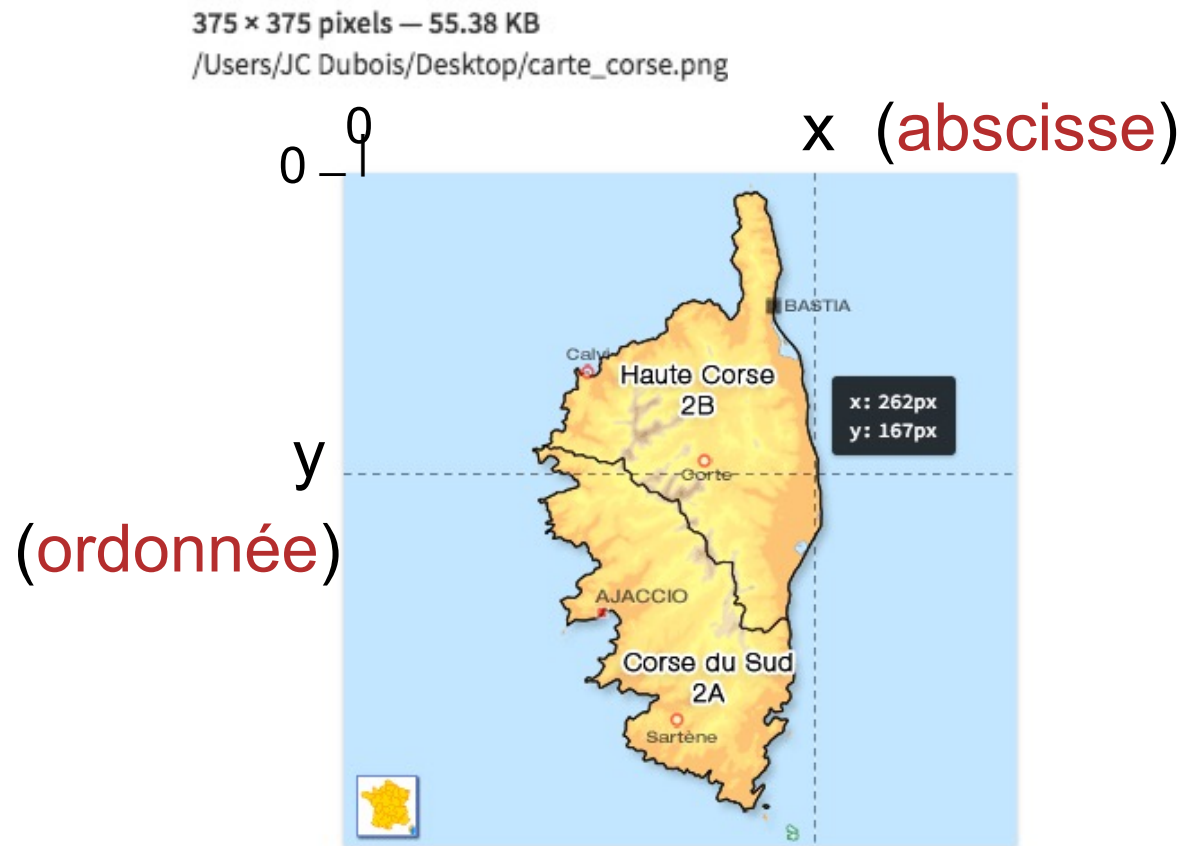 375 × 375 pixels — 55.38 KB
/Users/JC Dubois/Desktop/carte_corse.png
0
x (abscisse)
0
BASTIA
Calvi
Haute Corse
2B
x: 262px
y: 167px
y
Corte
(ordonnée)
AJACCIO
Corse du Sud
2A
Sartène